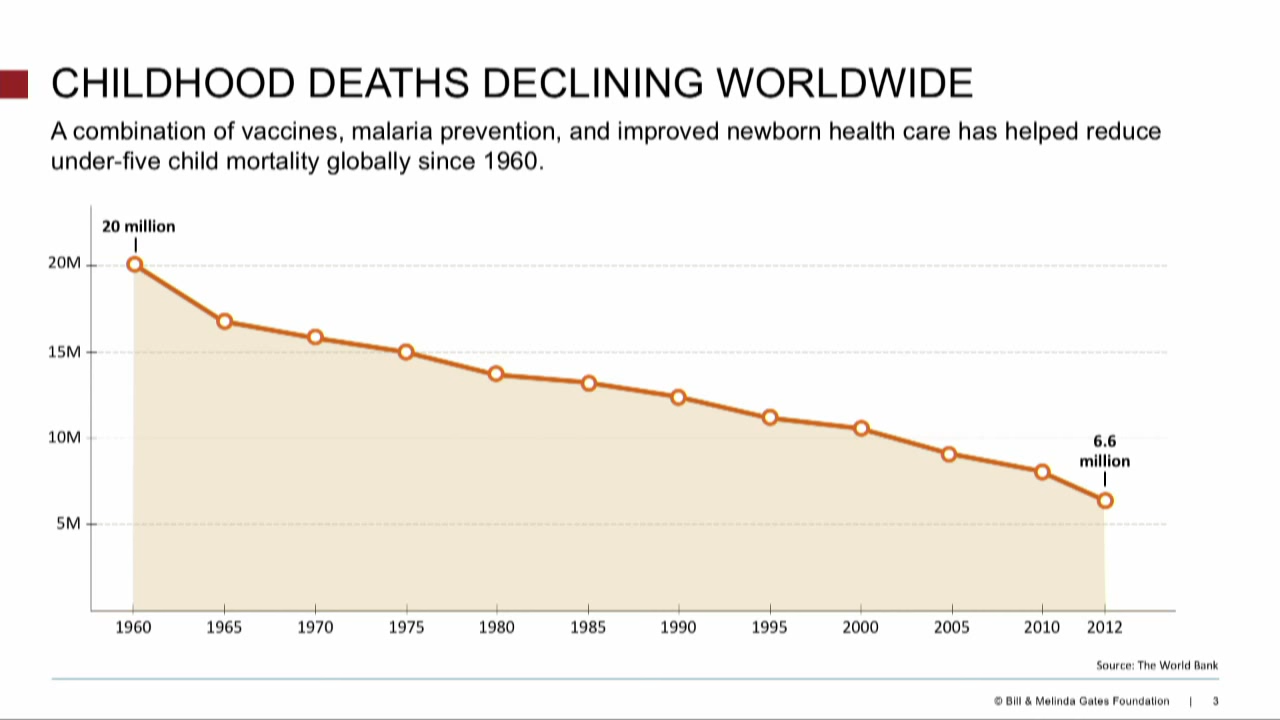 CHILDHOOD DEATHS DECLINING WORLDWIDE
A combination of vaccines, malaria prevention, and improved newborn health care has helped reduce
under-five child mortality globally since 1960.
20 million
20M
15M
10M
5M
6.6
million
1960 1965 1970 1975 1980 1985 1990 1995 2000 2005 2010 2012
Source: The World Bank
© Bill & Melinda Gates Foundation | 3